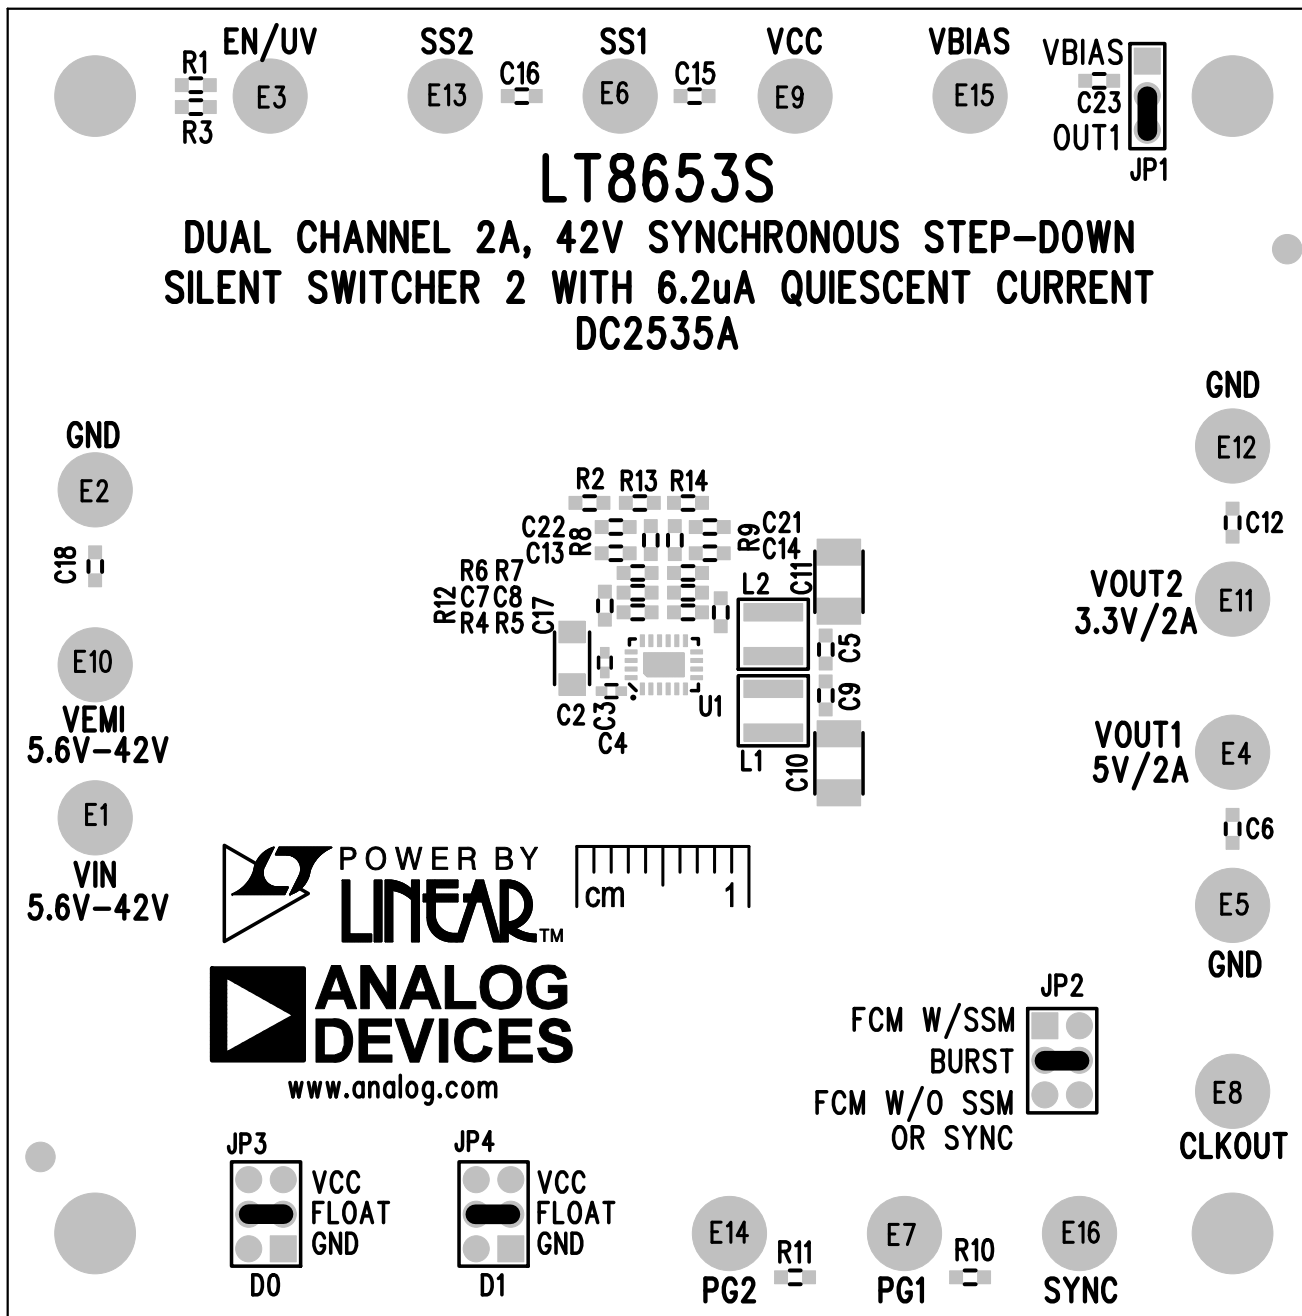 EN/UV SS2 SS1 VCC VBIAS
R1 E3 E13 C16 E6 C15 E9 E15 VBIAS
R3 C23
OUT1
JP1
LT8653S
DUAL CHANNEL 2A, 42V SYNCHRONOUS STEP-DOWN
SILENT SWITCHER 2 WITH 6.2uA QUIESCENT CURRENT
DC2535A
GND
E2
C18
E10
VEMI
5.6V-42V
E1
VIN
5.6V-42V
R2 R13 R14
C22 R8 R9 C21
C13 C14
C11
R6 R7
R12 C7 C8 C17
R4 R5
L2
C5
C9
U1
C2 C3
C4
L1 C10
GND
E12
C12
VOUT2
3.3V/2A
E11
VOUT1
5V/2A
E4
C6
E5
GND
POWER BY
LINEAR™
cm 1
ANALOG
DEVICES
www.analog.com
JP2
FCM W/SSM
BURST
FCM W/O SSM
OR SYNC
E8
CLKOUT
JP3
VCC
FLOAT
GND
D0
JP4
VCC
FLOAT
GND
D1
E14
PG2
R11
E7
PG1
R10
E16
SYNC